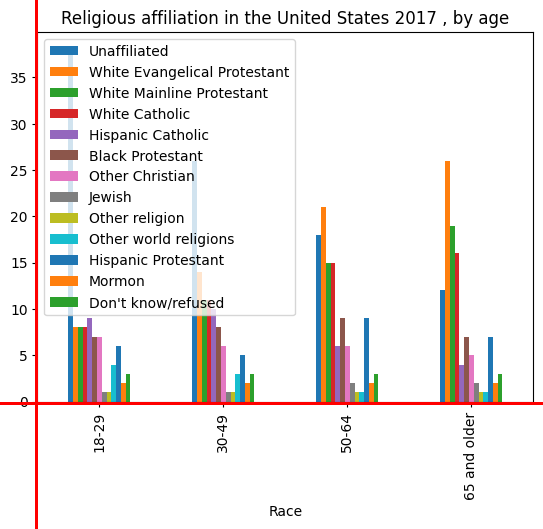 Religious affiliation in the United States 2017 , by age
Unaffiliated
White Evangelical Protestant
White Mainline Protestant
White Catholic
Hispanic Catholic
Black Protestant
Other Christian
Jewish
Other religion
Other world religions
Hispanic Protestant
Mormon
Don't know/refused
35
30
25
20
15
10
5
0
18-29
30-49
50-64
65 and older
Race